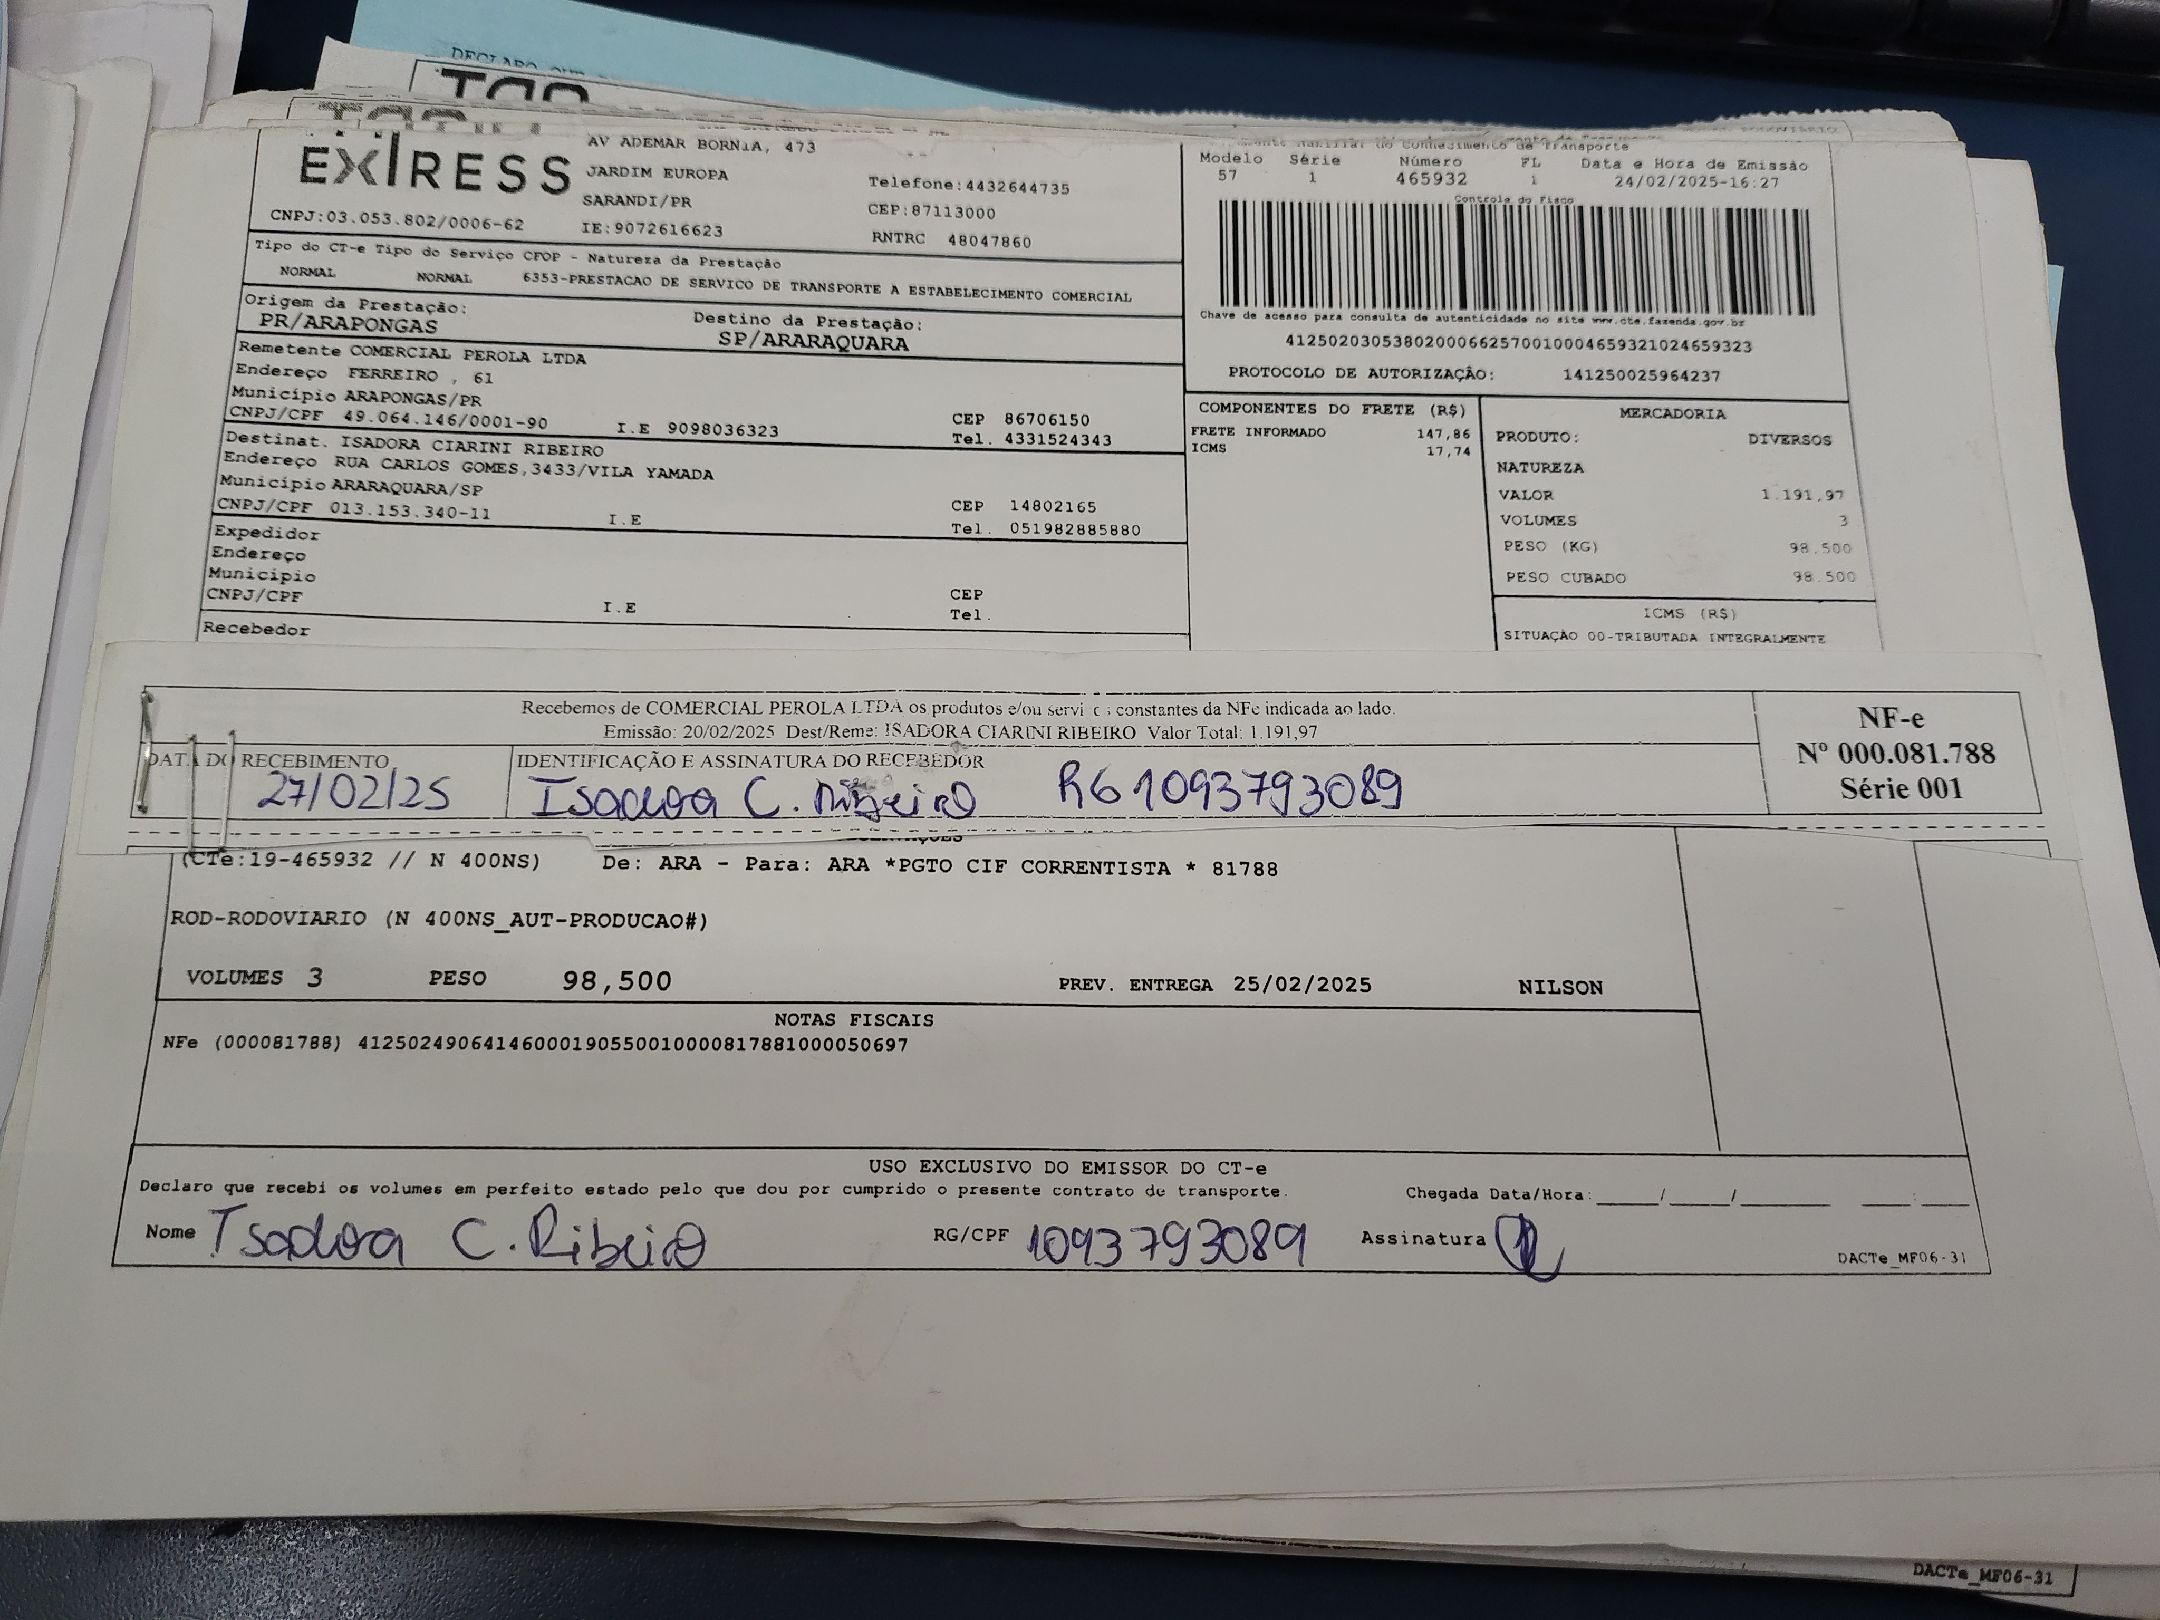 DECLARO QUE
EXPRESS
AV ADEMAR BORNIA, 473
JARDIM EUROPA
SARANDI/PR
Telefone:4432644735
CEP:87113000
CNPJ:03.053.802/0006-62 IE:9072616623 RNTRC 48047860
Tipo do CT-e Tipo do Serviço CFOP - Natureza da Prestação
NORMAL NORMAL 6353-PRESTACAO DE SERVICO DE TRANSPORTE A ESTABELECIMENTO COMERCIAL
Origem da Prestação: Destino da Prestação:
PR/ARAPONGAS SP/ARARAQUARA
Remetente COMERCIAL PEROLA LTDA
Endereço FERREIRO , 61
Município ARAPONGAS/PR CEP 86706150
CNPJ/CPF 49.064.146/0001-90 I.E 9098036323 Tel. 4331524343
Destinat. ISADORA CIARINI RIBEIRO
Endereço RUA CARLOS GOMES,3433/VILA YAMADA
Município ARARAQUARA/SP CEP 14802165
CNPJ/CPF 013.153.340-11 I.E Tel. 051982885880
Expedidor
Endereço
Município CEP
CNPJ/CPF I.E Tel.
Recebedor
Modelo Série Número FL Data e Hora de Emissão
57 1 465932 1 24/02/2025-16:27
Controle do Fisco
Chave de acesso para consulta de autenticidade no site www.cte.fazenda.gov.br
41250203053802000662570010004659321024659323
PROTOCOLO DE AUTORIZAÇÃO: 141250025964237
COMPONENTES DO FRETE (R$)
FRETE INFORMADO 147,86
ICMS 17,74
MERCADORIA
PRODUTO: DIVERSOS
NATUREZA
VALOR 1.191,97
VOLUMES 3
PESO (KG) 98.500
PESO CUBADO 98.500
ICMS (R$)
SITUAÇÃO 00-TRIBUTADA INTEGRALMENTE
Recebemos de COMERCIAL PEROLA LTDA os produtos e/ou serviços constantes da NFe indicada ao lado.
Emissão: 20/02/2025 Dest/Reme: ISADORA CIARINI RIBEIRO Valor Total: 1.191,97
DATA DO RECEBIMENTO IDENTIFICAÇÃO E ASSINATURA DO RECEBEDOR
27/02/25 Isadora C. Ribeiro RG 1093793089
NF-e
Nº 000.081.788
Série 001
(CTe:19-465932 // N 400NS) De: ARA - Para: ARA *PGTO CIF CORRENTISTA * 81788
ROD-RODOVIARIO (N 400NS_AUT-PRODUCAO#)
VOLUMES 3 PESO 98,500 PREV. ENTREGA 25/02/2025 NILSON
NOTAS FISCAIS
NFe (000081788) 41250249064146000190550010000817881000050697
USO EXCLUSIVO DO EMISSOR DO CT-e
Declaro que recebi os volumes em perfeito estado pelo que dou por cumprido o presente contrato de transporte. Chegada Data/Hora:____/____/______ ___:___
Nome Isadora C. Ribeiro RG/CPF 1093793089 Assinatura
DACTe_MF06-31
DACTe_MF06-31